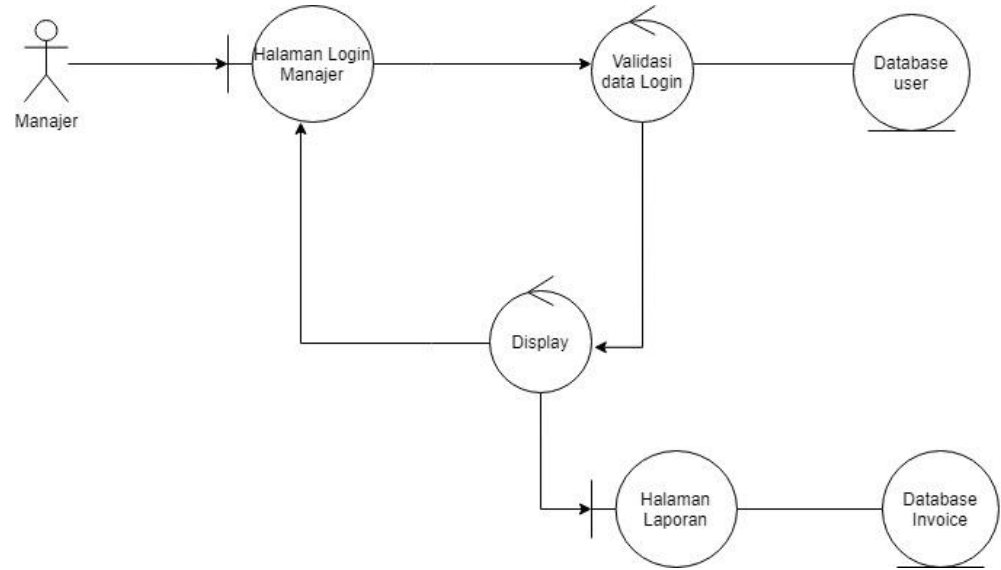 Halaman Login
Manajer
Validasi
data Login
Database
user
Manajer
Display
Halaman
Laporan
Database
Invoice